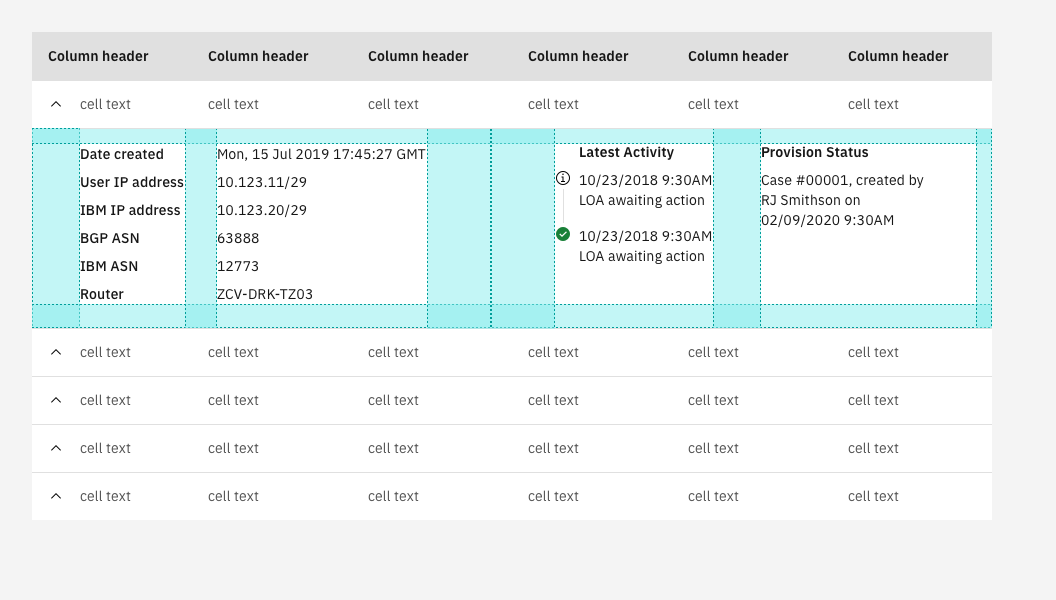 Column header Column header Column header Column header Column header Column header
cell text cell text cell text cell text cell text cell text
Date created Mon, 15 Jul 2019 17:45:27 GMT
User IP address 10.123.11/29
IBM IP address 10.123.20/29
BGP ASN 63888
IBM ASN 12773
Router ZCV-DRK-TZ03
Latest Activity
10/23/2018 9:30AM
LOA awaiting action
10/23/2018 9:30AM
LOA awaiting action
Provision Status
Case #00001, created by
RJ Smithson on
02/09/2020 9:30AM
cell text cell text cell text cell text cell text cell text
cell text cell text cell text cell text cell text cell text
cell text cell text cell text cell text cell text cell text
cell text cell text cell text cell text cell text cell text